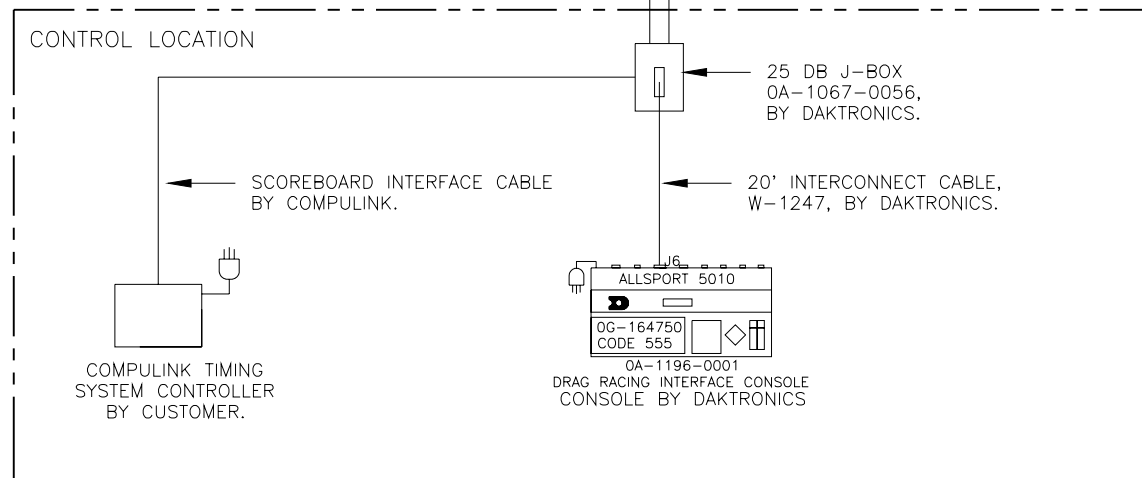 CONTROL LOCATION
25 DB J-BOX
0A-1067-0056,
BY DAKTRONICS.
SCOREBOARD INTERFACE CABLE
BY COMPULINK.
20' INTERCONNECT CABLE,
W-1247, BY DAKTRONICS.
J6
ALLSPORT 5010
0G-164750
CODE 555
0A-1196-0001
DRAG RACING INTERFACE CONSOLE
CONSOLE BY DAKTRONICS
COMPULINK TIMING
SYSTEM CONTROLLER
BY CUSTOMER.